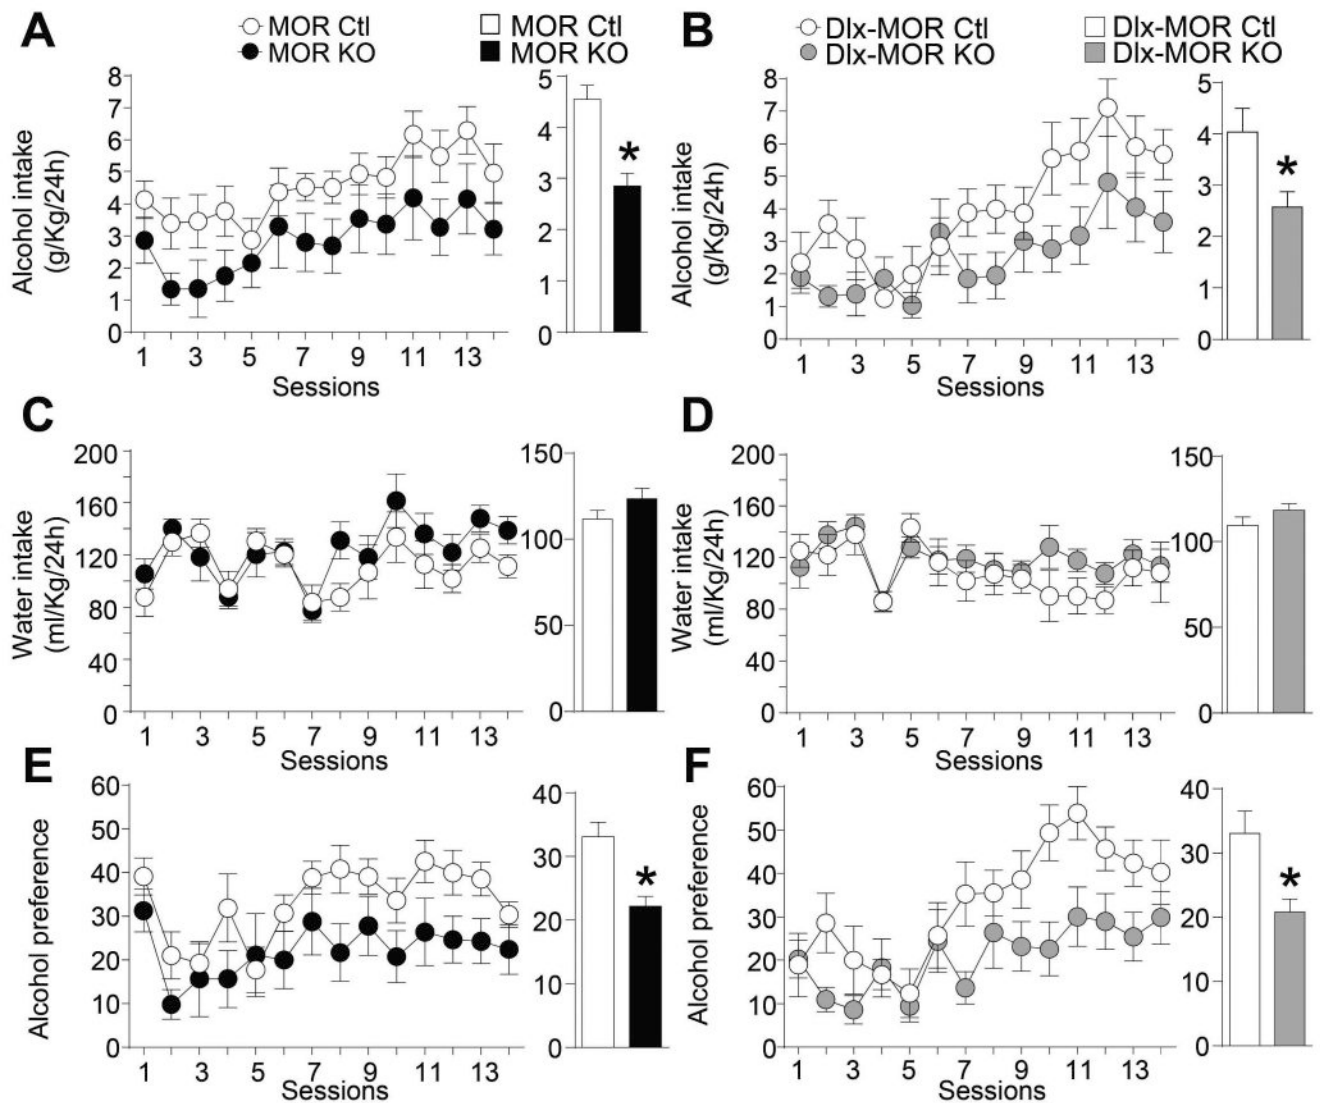 A
MOR Ctl
MOR KO
MOR Ctl
MOR KO
Alcohol intake
(g/Kg/24h)
8
7
6
5
4
3
2
1
0
1 3 5 7 9 11 13
Sessions
5
4
3
2
1
0
*
B
Dlx-MOR Ctl
Dlx-MOR KO
Dlx-MOR Ctl
Dlx-MOR KO
Alcohol intake
(g/Kg/24h)
8
7
6
5
4
3
2
1
0
1 3 5 7 9 11 13
Sessions
5
4
3
2
1
0
*
C
Water intake
(ml/Kg/24h)
200
160
120
80
40
0
1 3 5 7 9 11 13
Sessions
150
100
50
0
D
Water intake
(ml/Kg/24h)
200
160
120
80
40
0
1 3 5 7 9 11 13
Sessions
150
100
50
0
E
Alcohol preference
60
50
40
30
20
10
0
1 3 5 7 9 11 13
Sessions
40
30
20
10
0
*
F
Alcohol preference
60
50
40
30
20
10
0
1 3 5 7 9 11 13
Sessions
40
30
20
10
0
*